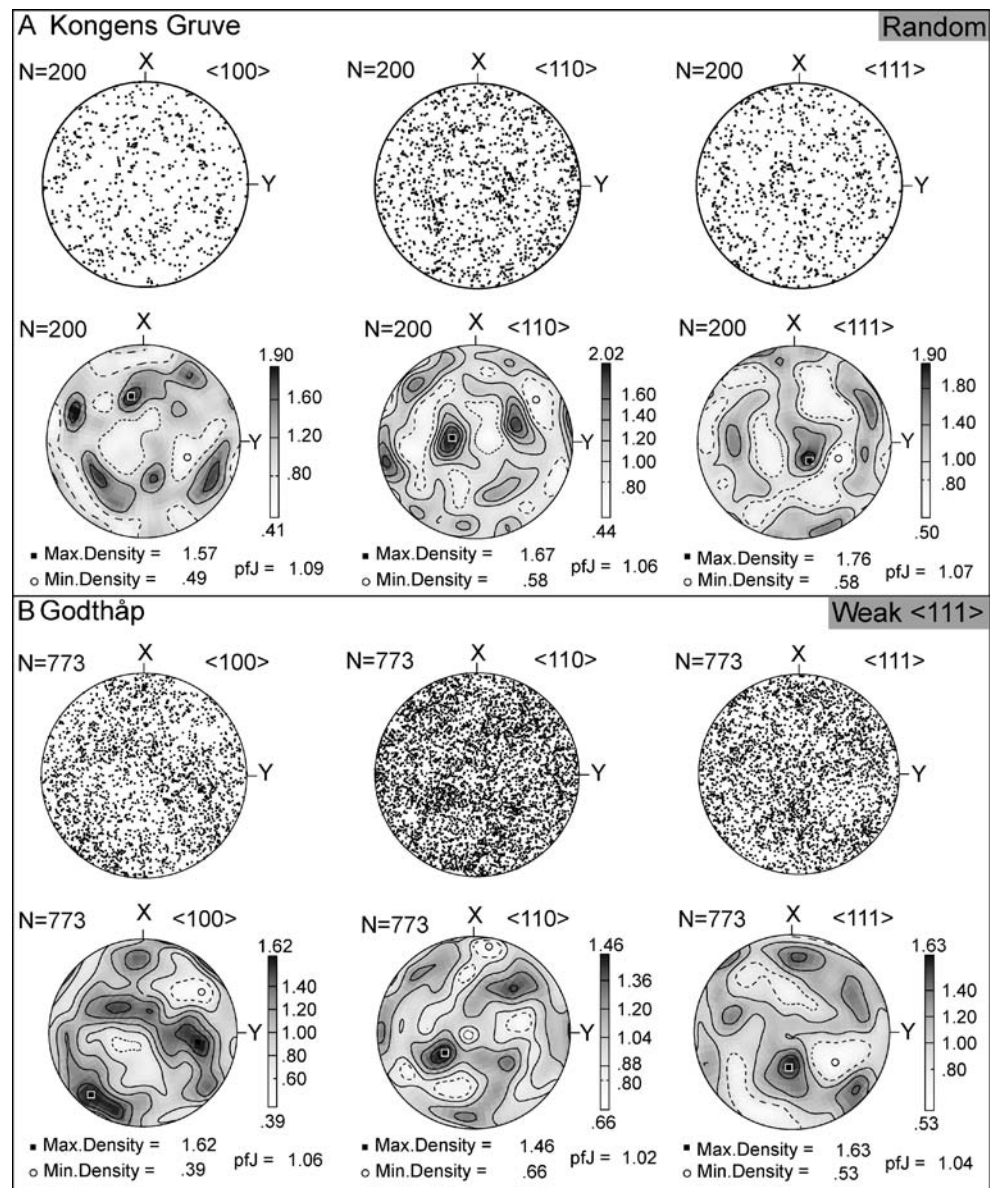 A Kongens Gruve
Random
N=200 X <100>
Y
N=200 X <110>
Y
N=200 X <111>
Y
N=200 X
Y
1.90
1.60
1.20
.80
.41
Max.Density = 1.57
Min.Density = .49
pfJ = 1.09
N=200 X <110>
Y
2.02
1.60
1.40
1.20
1.00
.80
.44
Max.Density = 1.67
Min.Density = .58
pfJ = 1.06
N=200 X <111>
Y
1.90
1.80
1.40
1.00
.80
.50
Max.Density = 1.76
Min.Density = .58
pfJ = 1.07
B Godthåp
Weak <111>
N=773 X <100>
Y
N=773 X <110>
Y
N=773 X <111>
Y
N=773 X <100>
Y
1.62
1.40
1.20
1.00
.80
.60
.39
Max.Density = 1.62
Min.Density = .39
pfJ = 1.06
N=773 X <110>
Y
1.46
1.36
1.20
1.04
.88
.80
.66
Max.Density = 1.46
Min.Density = .66
pfJ = 1.02
N=773 X <111>
Y
1.63
1.40
1.20
.80
.53
Max.Density = 1.63
Min.Density = .53
pfJ = 1.04